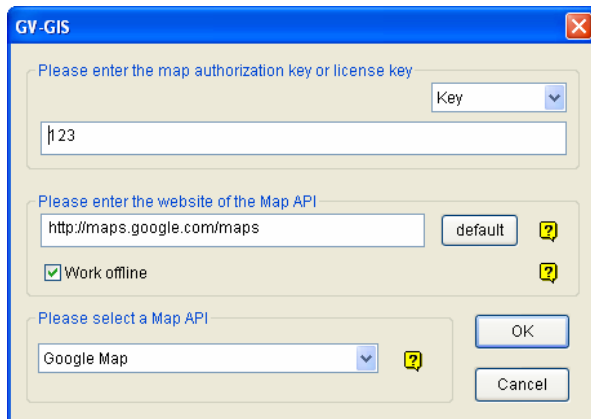 GV-GIS
Please enter the map authorization key or license key
Key
123
Please enter the website of the Map API
http://maps.google.com/maps
default
?
Work offline
?
Please select a Map API
Google Map
?
OK
Cancel